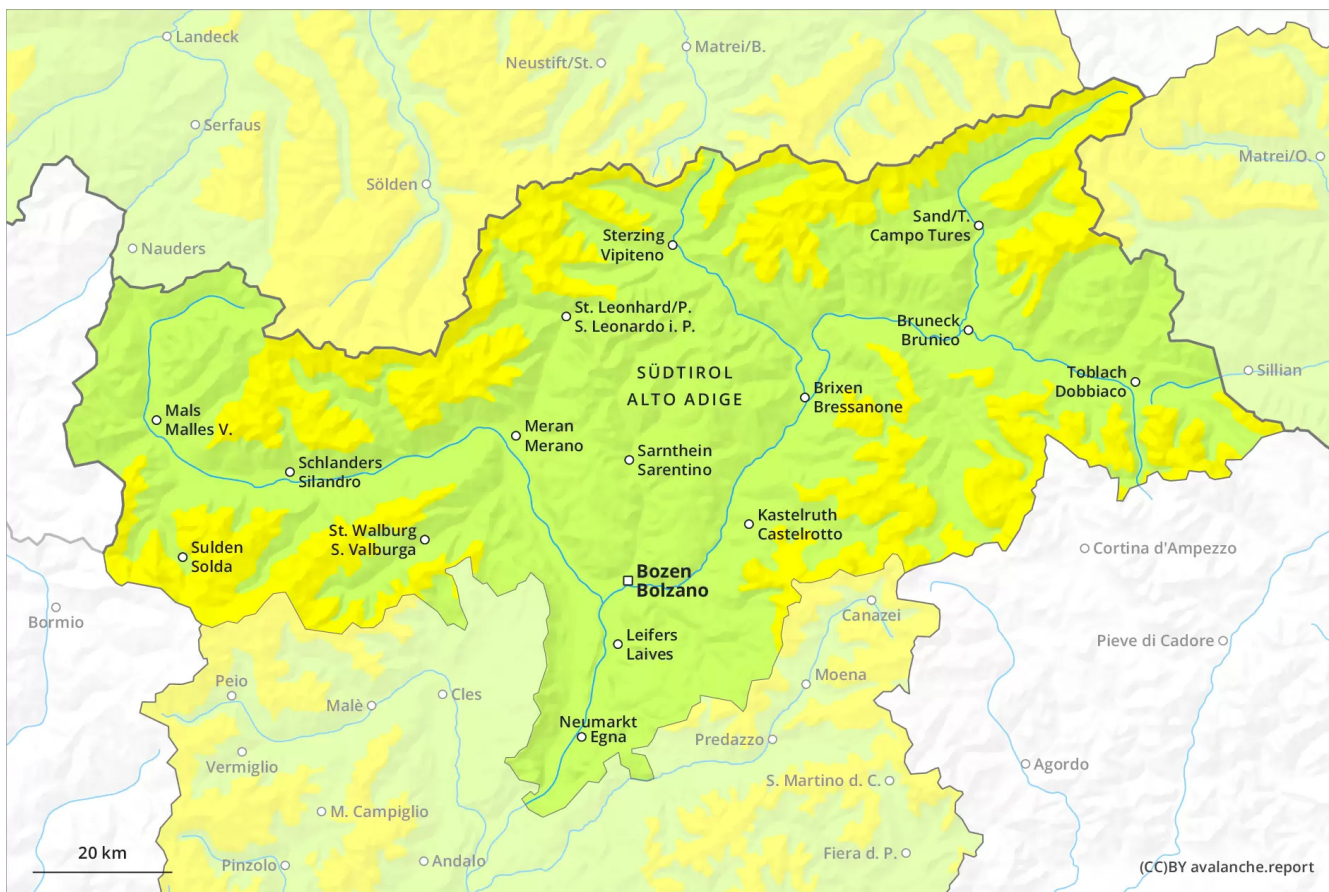 Landeck
Matrei/B.
Neustift/St.
Serfaus
Matrei/O.
Sölden
Sand/T.
Campo Tures
Sterzing
Vipiteno
Nauders
St. Leonhard/P.
S. Leonardo i. P.
Bruneck
Brunico
SÜDTIROL
ALTO ADIGE
Toblach
Dobbiaco
Sillian
Brixen
Bressanone
Mals
Malles V.
Meran
Merano
Sarnthein
Sarentino
Schlanders
Silandro
Kastelruth
Castelrotto
St. Walburg
S. Valburga
Sulden
Solda
Cortina d'Ampezzo
Bozen
Bolzano
Bormio
Canazei
Leifers
Laives
Pieve di Cadore
Moena
Peio
Malè
Cles
Neumarkt
Egna
Predazzo
Vermiglio
Agordo
S. Martino d. C.
M. Campiglio
20 km
Pinzolo
Andalo
Fiera d. P.
(CC)BY avalanche.report